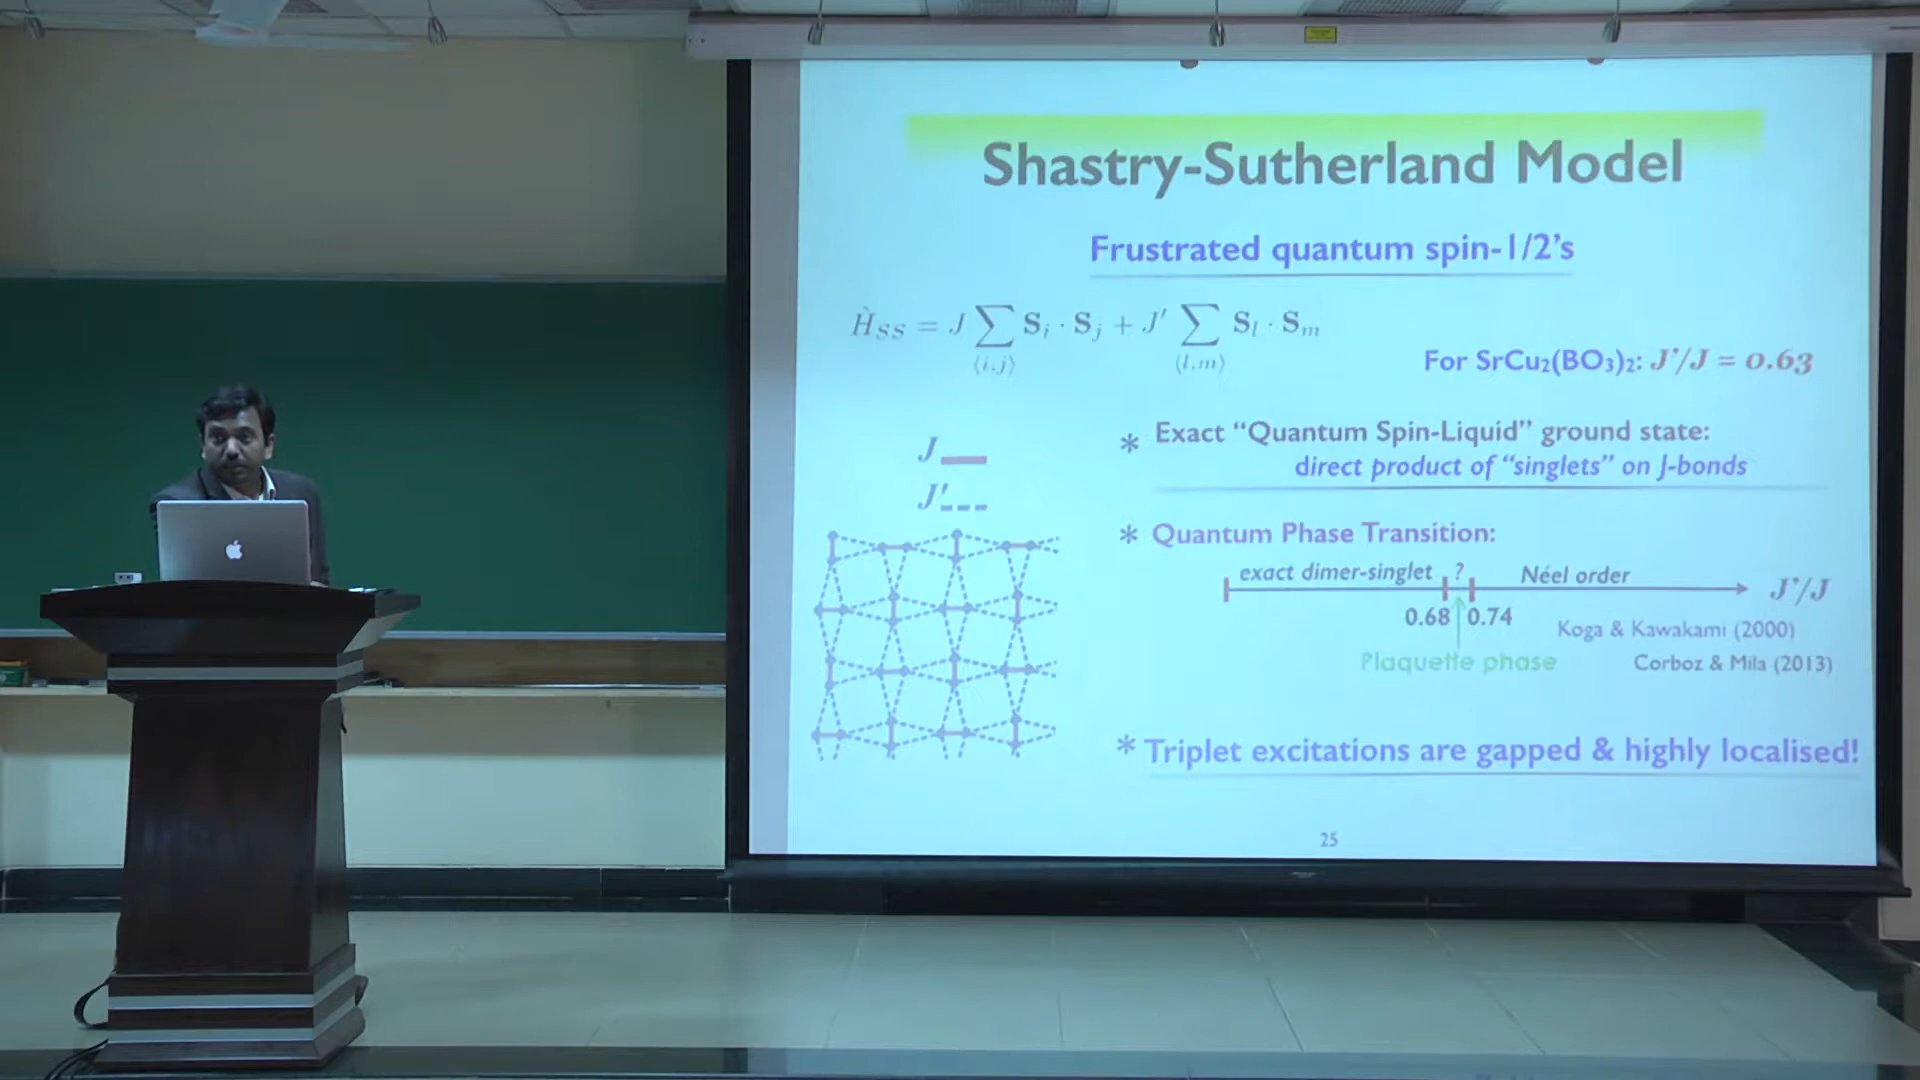 Shastry-Sutherland Model
Frustrated quantum spin-1/2's
Ĥ_SS = J ∑_⟨i,j⟩ S_i · S_j + J′ ∑_⟨l,m⟩ S_l · S_m
For SrCu₂(BO₃)₂: J'/J = 0.63
J
J'
* Exact “Quantum Spin-Liquid” ground state:
direct product of “singlets” on J-bonds
* Quantum Phase Transition:
exact dimer-singlet ? Néel order
J'/J
0.68 0.74
Koga & Kawakami (2000)
Plaquette phase
Corboz & Mila (2013)
* Triplet excitations are gapped & highly localised!
25